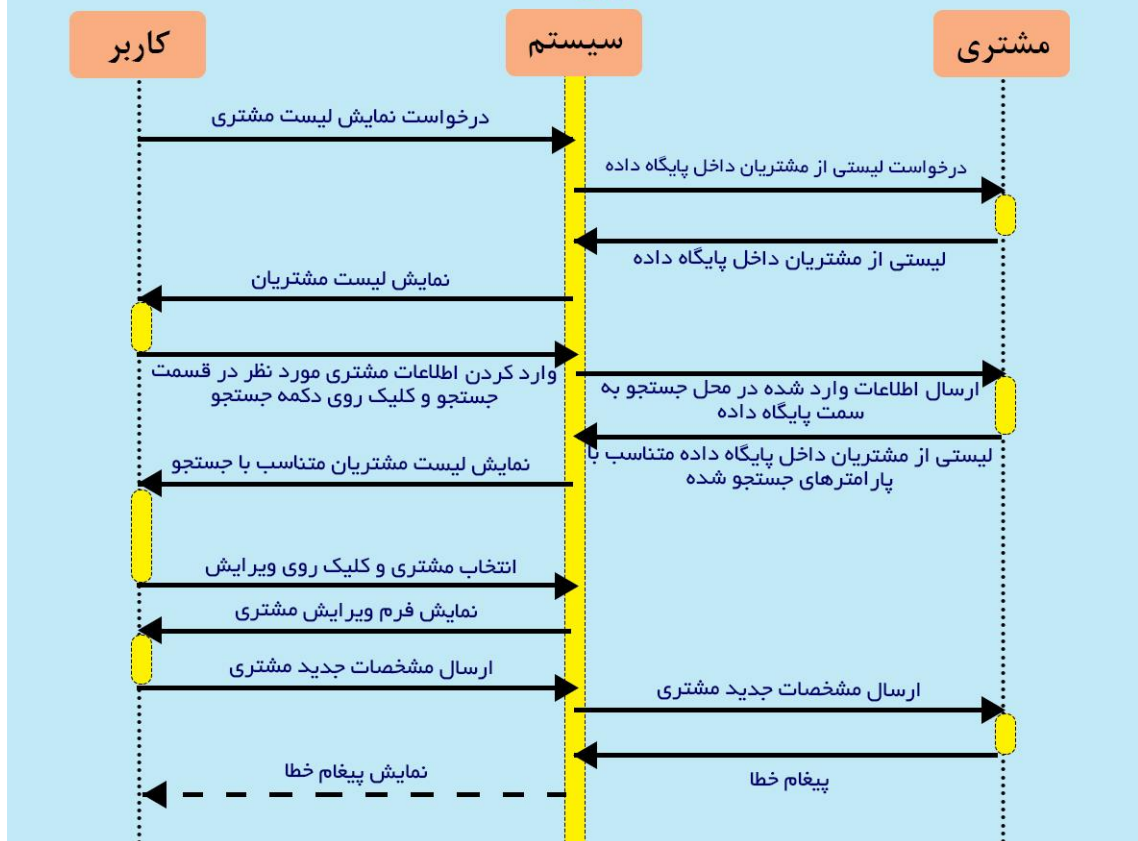 کاربر
سیستم
مشتری
درخواست نمایش لیست مشتری
درخواست لیستی از مشتریان داخل پایگاه داده
لیستی از مشتریان داخل پایگاه داده
نمایش لیست مشتریان
وارد کردن اطلاعات مشتری مورد نظر در قسمت
جستجو و کلیک روی دکمه جستجو
ارسال اطلاعات وارد شده در محل جستجو به
سمت پایگاه داده
لیستی از مشتریان داخل پایگاه داده متناسب با
پارامترهای جستجو شده
نمایش لیست مشتریان متناسب با جستجو
انتخاب مشتری و کلیک روی ویرایش
نمایش فرم ویرایش مشتری
ارسال مشخصات جدید مشتری
ارسال مشخصات جدید مشتری
پیغام خطا
نمایش پیغام خطا